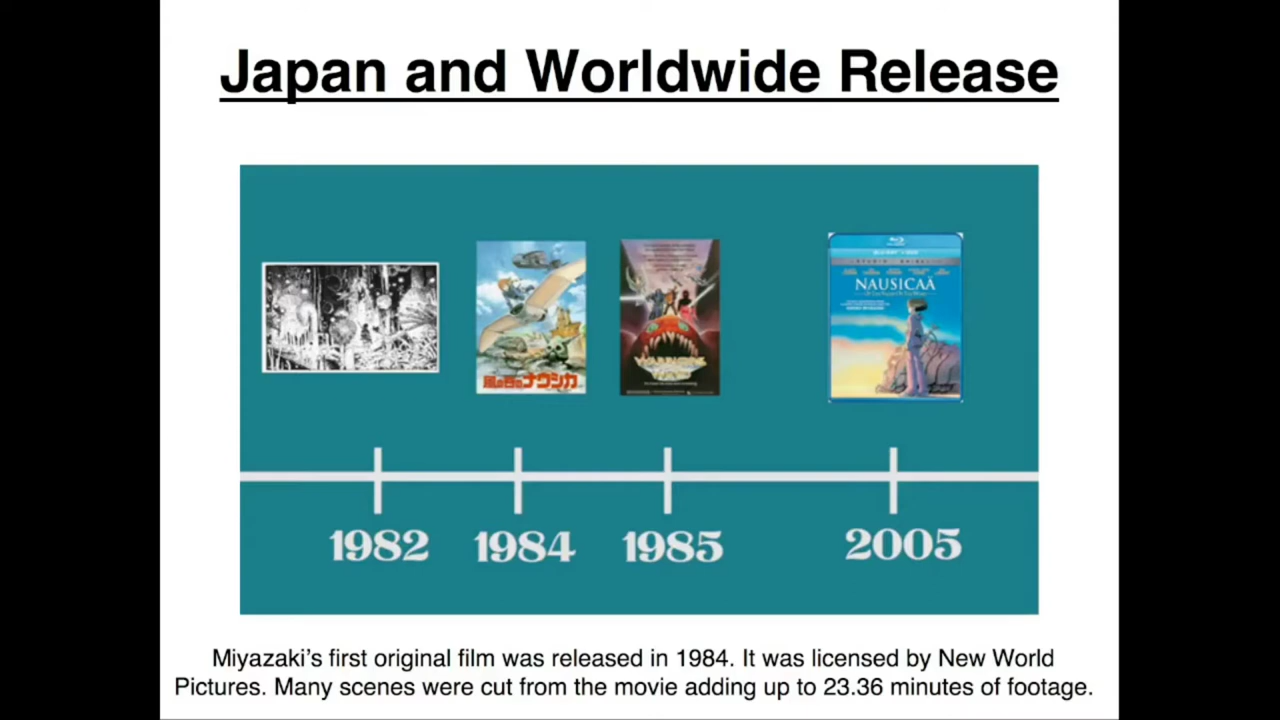 Japan and Worldwide Release
風の谷のナウシカ
WARRIORS
NAUSICAÄ
1982
1984
1985
2005
Miyazaki’s first original film was released in 1984. It was licensed by New World
Pictures. Many scenes were cut from the movie adding up to 23.36 minutes of footage.